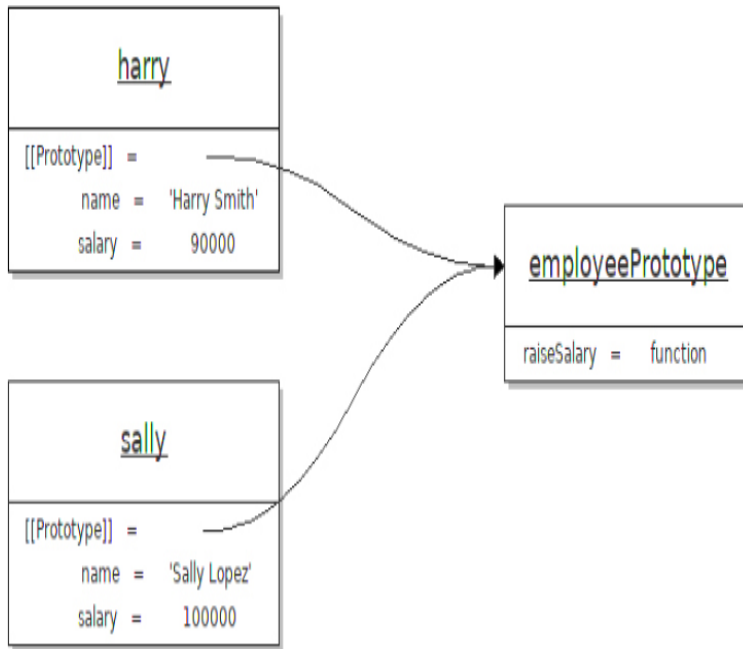 harry
[[Prototype]] =
name = 'Harry Smith'
salary = 90000
employeePrototype
raiseSalary = function
sally
[[Prototype]] =
name = 'Sally Lopez'
salary = 100000